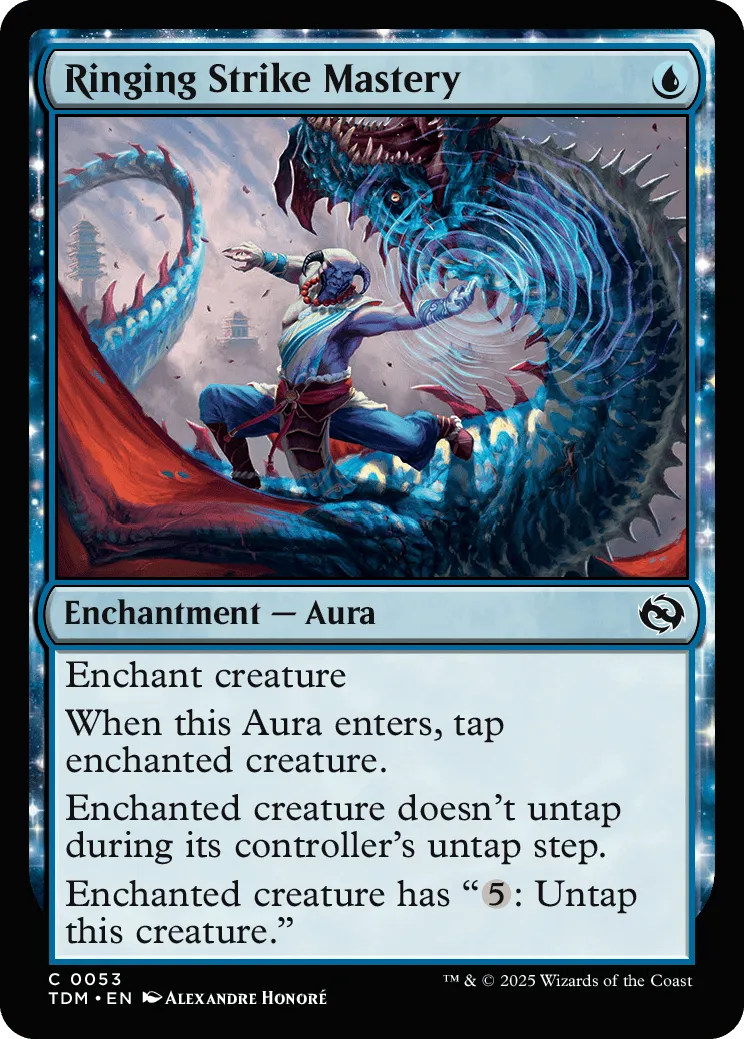 Ringing Strike Mastery
Enchantment — Aura
Enchant creature
When this Aura enters, tap
enchanted creature.
Enchanted creature doesn’t untap
during its controller’s untap step.
Enchanted creature has “5: Untap
this creature.”
C 0053
TDM • EN Alexandre Honoré
™ & © 2025 Wizards of the Coast